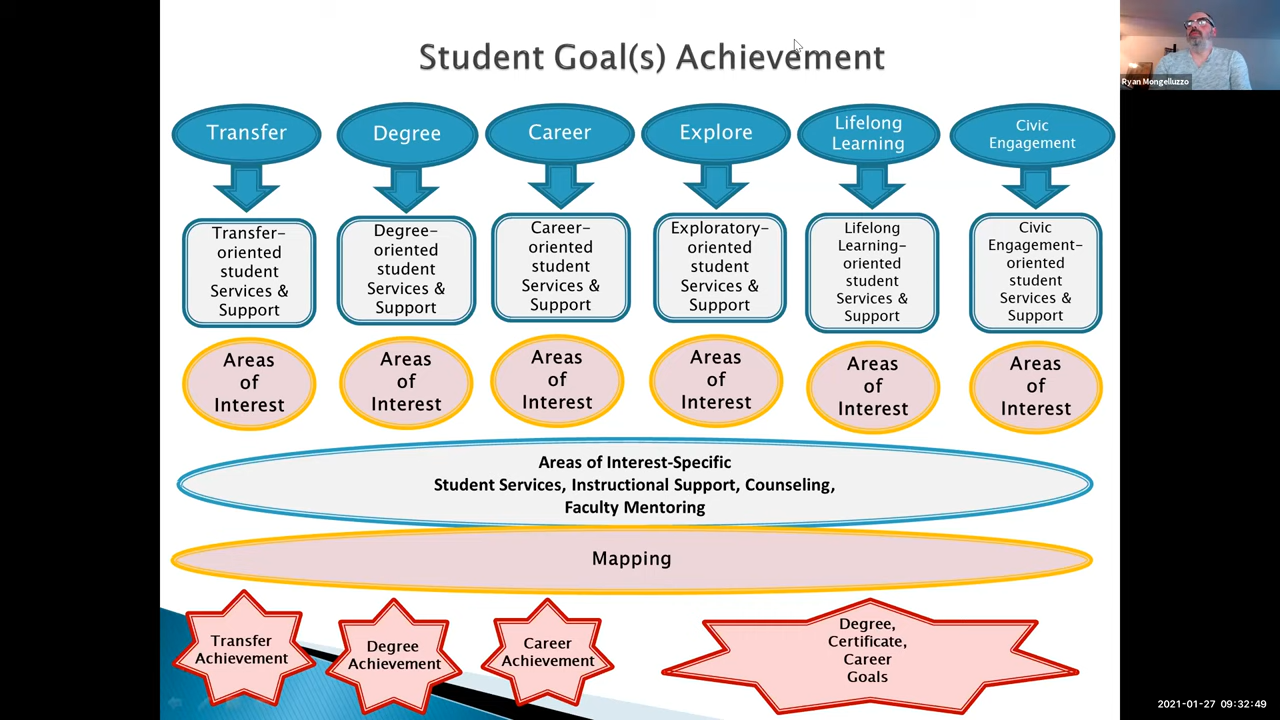 Student Goal(s) Achievement
Ryan Mongelluzzo
Transfer
Degree
Career
Explore
Lifelong
Learning
Civic
Engagement
Transfer-
oriented
student
Services &
Support
Degree-
oriented
student
Services &
Support
Career-
oriented
student
Services &
Support
Exploratory-
oriented
student
Services &
Support
Lifelong
Learning-
oriented
student
Services &
Support
Civic
Engagement-
oriented
student
Services &
Support
Areas
of
Interest
Areas
of
Interest
Areas
of
Interest
Areas
of
Interest
Areas
of
Interest
Areas
of
Interest
Areas of Interest-Specific
Student Services, Instructional Support, Counseling,
Faculty Mentoring
Mapping
Transfer
Achievement
Degree
Achievement
Career
Achievement
Degree,
Certificate,
Career
Goals
2021-01-27 09:32:49